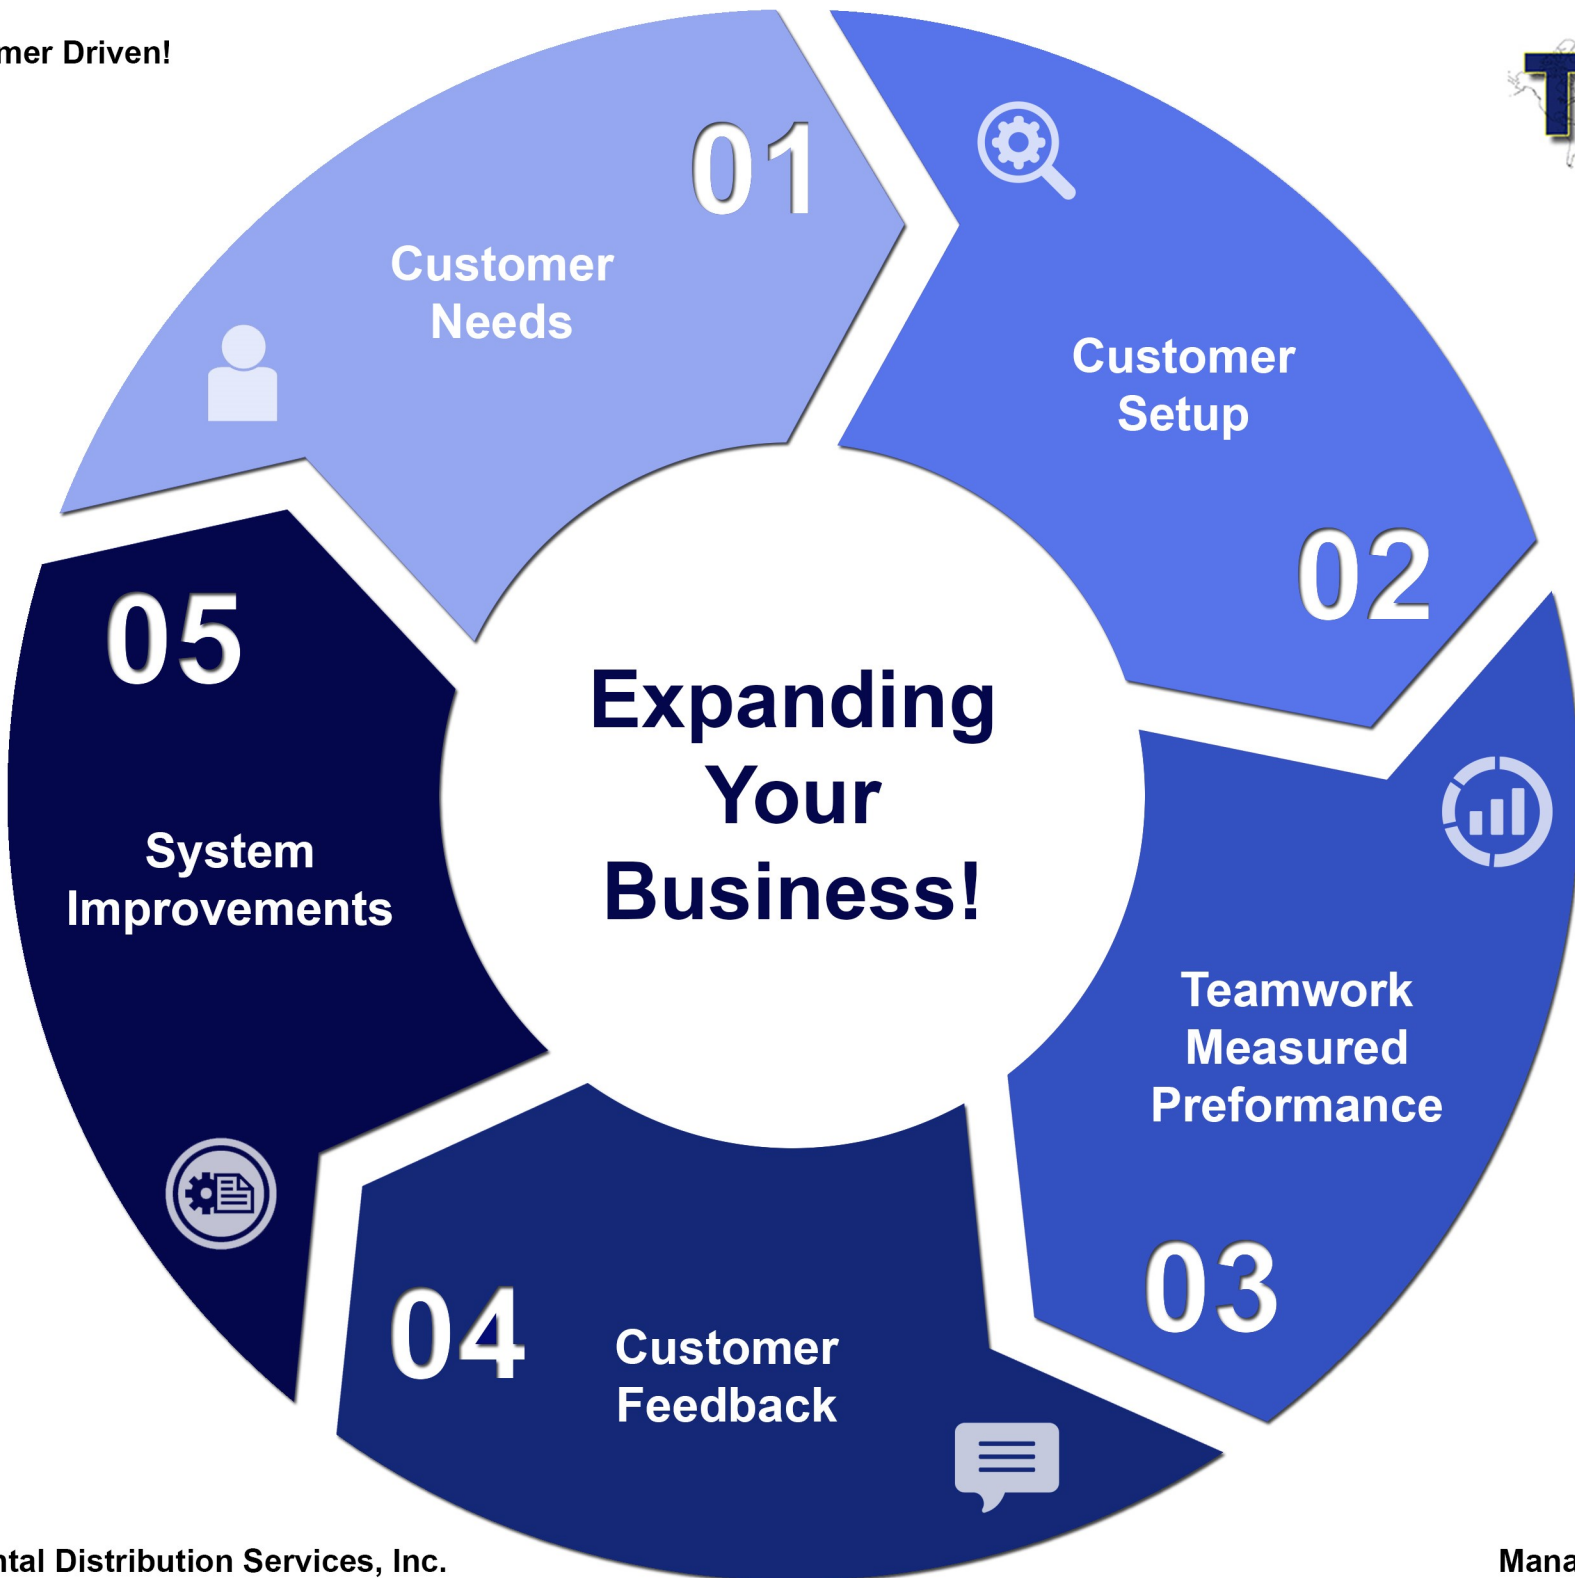 mer Driven!
T
01
Customer
Needs
Customer
Setup
02
Teamwork
Measured
Preformance
03
04
Customer
Feedback
05
System
Improvements
Expanding
Your
Business!
ntal Distribution Services, Inc.
Mana